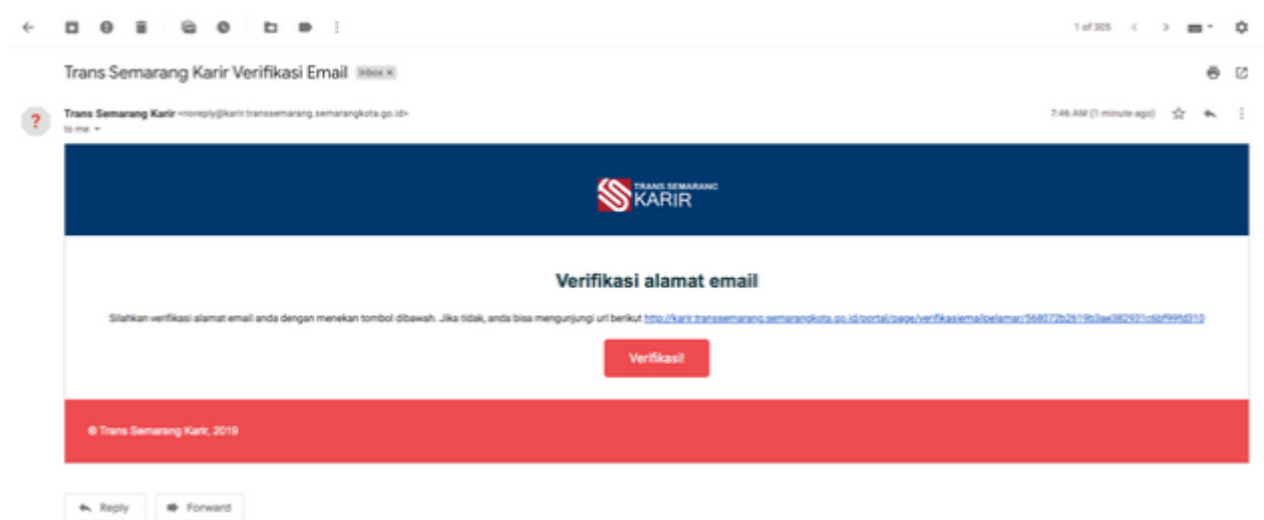 1 of 305
Trans Semarang Karir Verifikasi Email Inbox x
Trans Semarang Karir <noreply@karir.transsemarang.semarangkota.go.id>
7:46 AM (1 minute ago)
to me
TRANS SEMARANG
KARIR
Verifikasi alamat email
Silahkan verifikasi alamat email anda dengan menekan tombol dibawah. Jika tidak, anda bisa mengunjungi url berikut
Verifikasi!
© Trans Semarang Karir, 2019
Reply
Forward